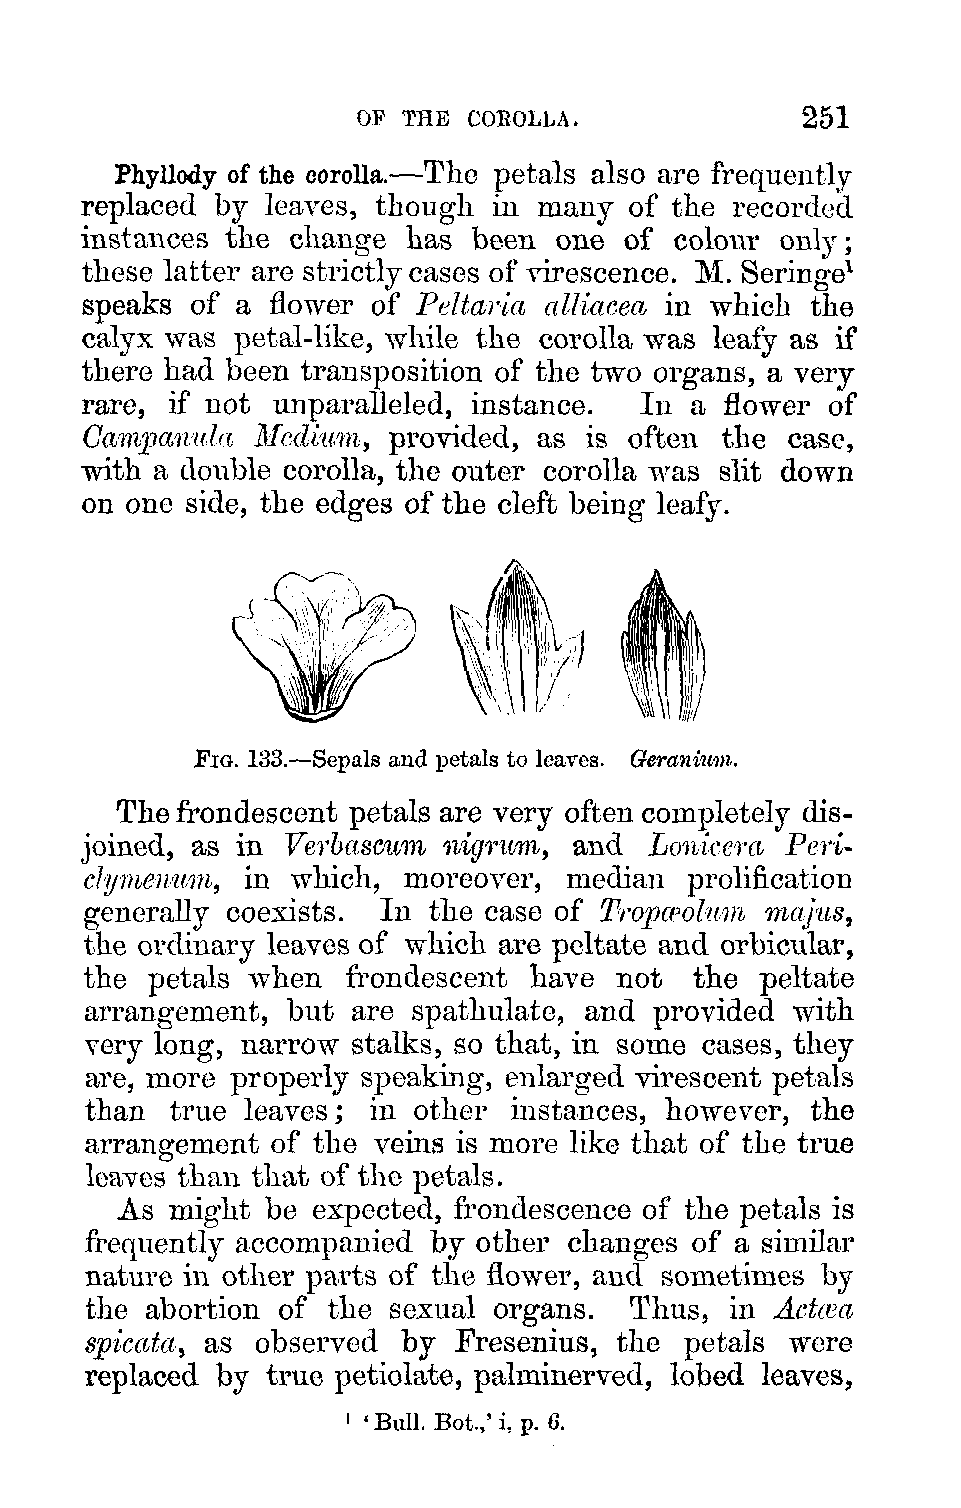 OF THE COROLLA. 251
Phyllody of the corolla.—The petals also are frequently
replaced by leaves, though in many of the recorded
instances the change has been one of colour only;
these latter are strictly cases of virescence. M. Seringe¹
speaks of a flower of Peltaria alliacea in which the
calyx was petal-like, while the corolla was leafy as if
there had been transposition of the two organs, a very
rare, if not unparalleled, instance. In a flower of
Campanula Medium, provided, as is often the case,
with a double corolla, the outer corolla was slit down
on one side, the edges of the cleft being leafy.
FIG. 133.—Sepals and petals to leaves. Geranium.
The frondescent petals are very often completely dis-
joined, as in Verbascum nigrum, and Lonicera Peri-
clymenum, in which, moreover, median prolification
generally coexists. In the case of Tropæolum majus,
the ordinary leaves of which are peltate and orbicular,
the petals when frondescent have not the peltate
arrangement, but are spathulate, and provided with
very long, narrow stalks, so that, in some cases, they
are, more properly speaking, enlarged virescent petals
than true leaves; in other instances, however, the
arrangement of the veins is more like that of the true
leaves than that of the petals.
As might be expected, frondescence of the petals is
frequently accompanied by other changes of a similar
nature in other parts of the flower, and sometimes by
the abortion of the sexual organs. Thus, in Actæa
spicata, as observed by Fresenius, the petals were
replaced by true petiolate, palminerved, lobed leaves,
¹ ‘Bull. Bot.,’ i, p. 6.